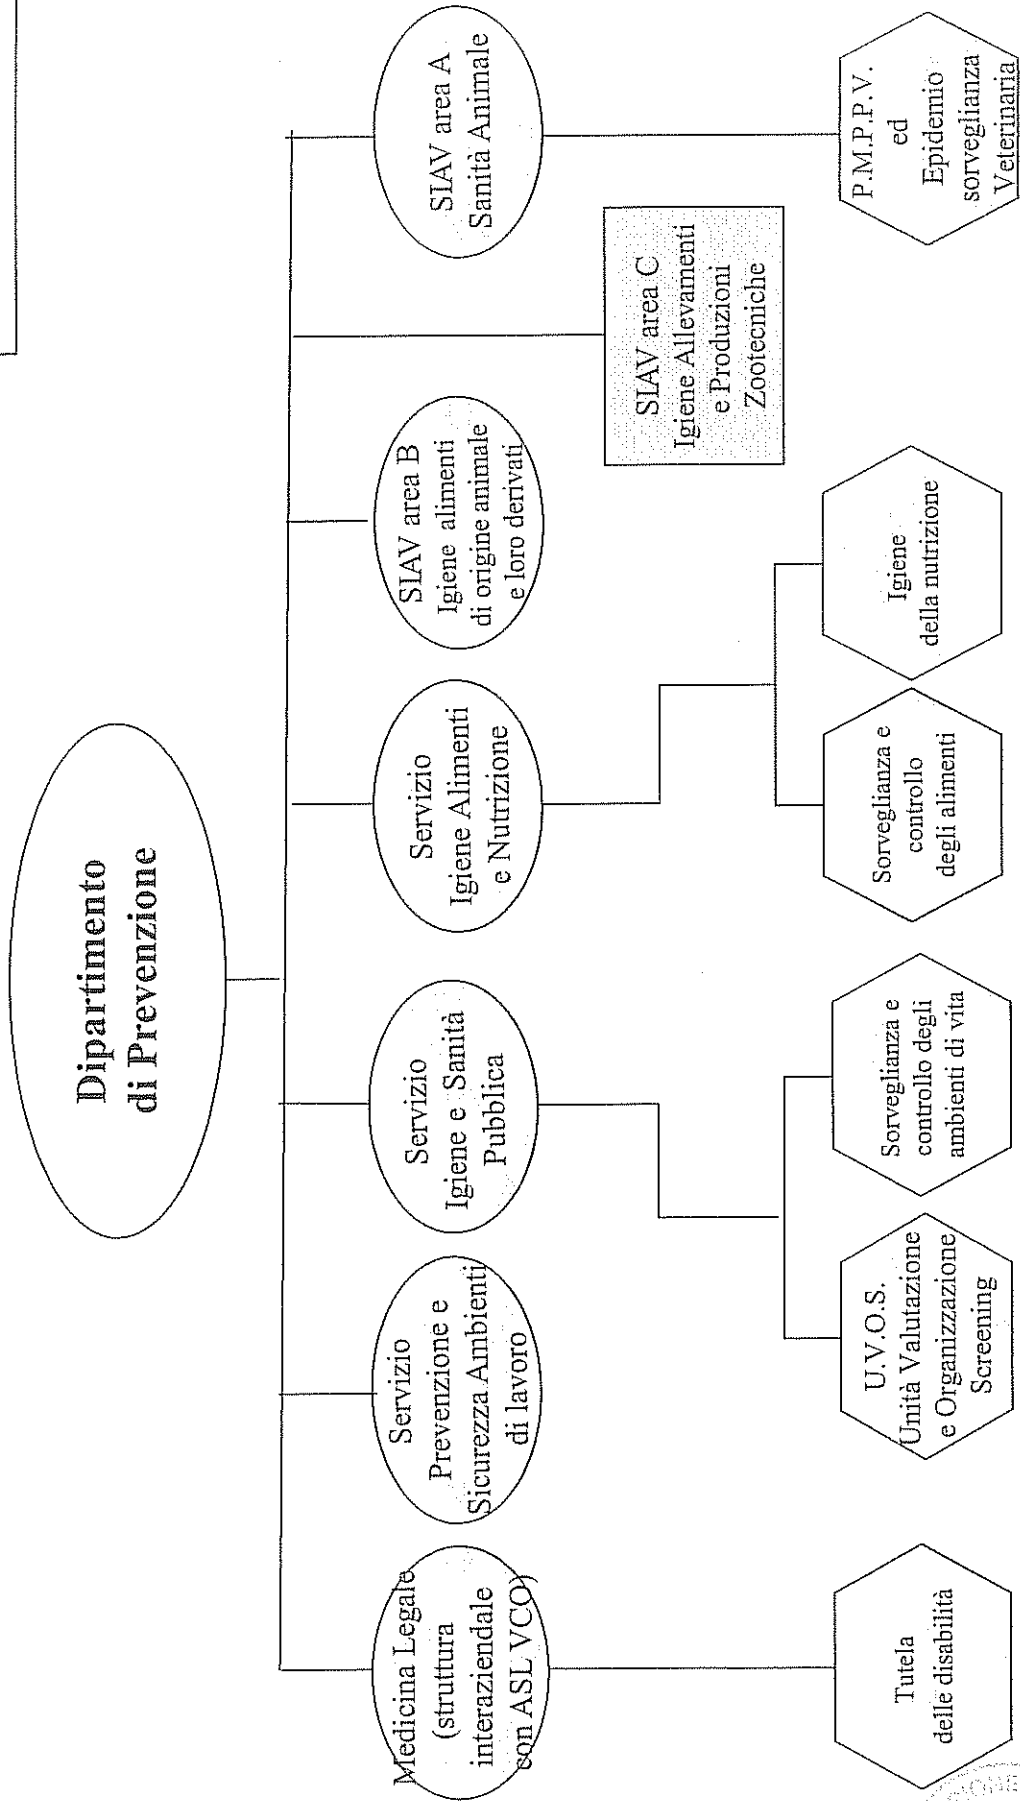 Dipartimento
di Prevenzione
Medicina Legale
(struttura
interaziendale
con ASL VCO)
Servizio
Prevenzione e
Sicurezza Ambienti
di lavoro
Servizio
Igiene e Sanità
Pubblica
Servizio
Igiene Alimenti
e Nutrizione
SIAV area B
Igiene alimenti
di origine animale
e loro derivati
SIAV area C
Igiene Allevamenti
e Produzioni
Zootecniche
SIAV area A
Sanità Animale
Tutela
delle disabilità
U.V.O.S.
Unità Valutazione
e Organizzazione
Screening
Sorveglianza e
controllo degli
ambienti di vita
Sorveglianza e
controllo
degli alimenti
Igiene
della nutrizione
P.M.P.P.V.
ed
Epidemio
sorveglianza
Veterinaria